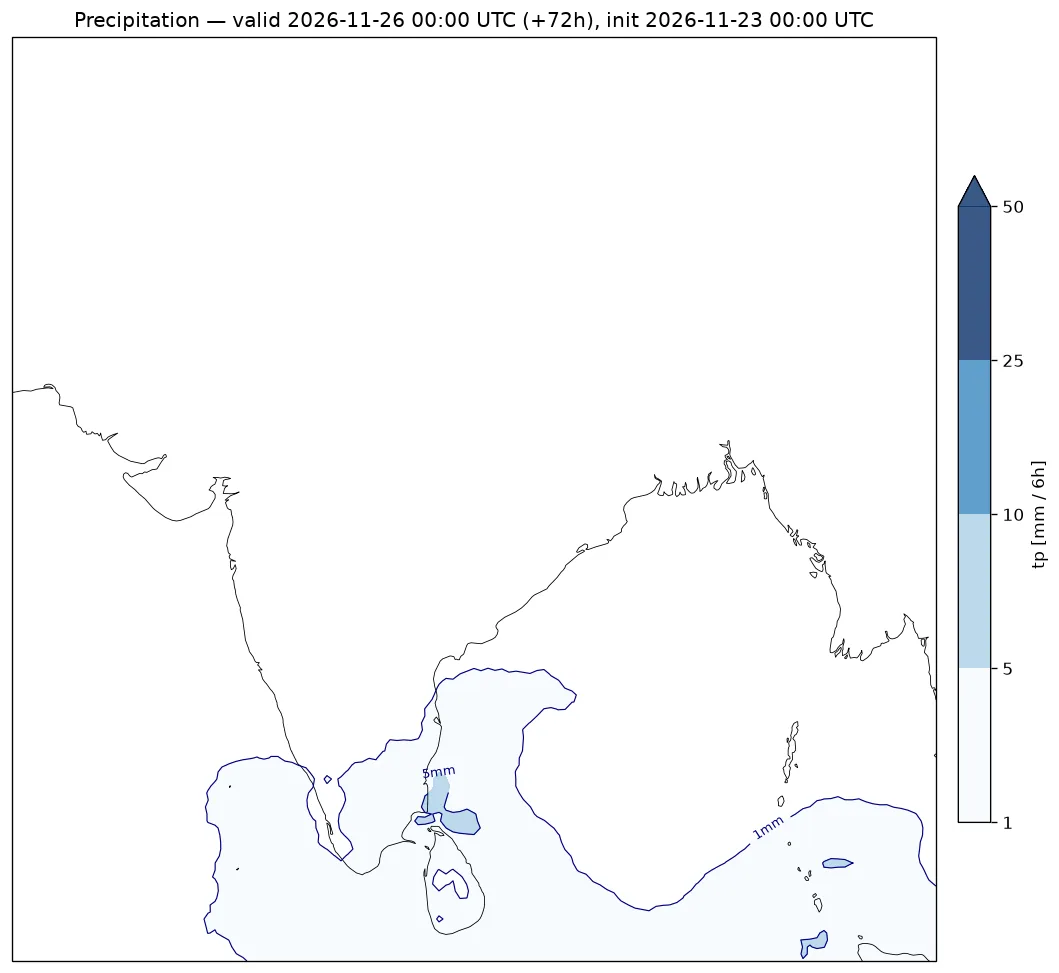 Precipitation — valid 2026-11-26 00:00 UTC (+72h), init 2026-11-23 00:00 UTC
50
25
10
5
1
tp [mm / 6h]
5mm
1mm